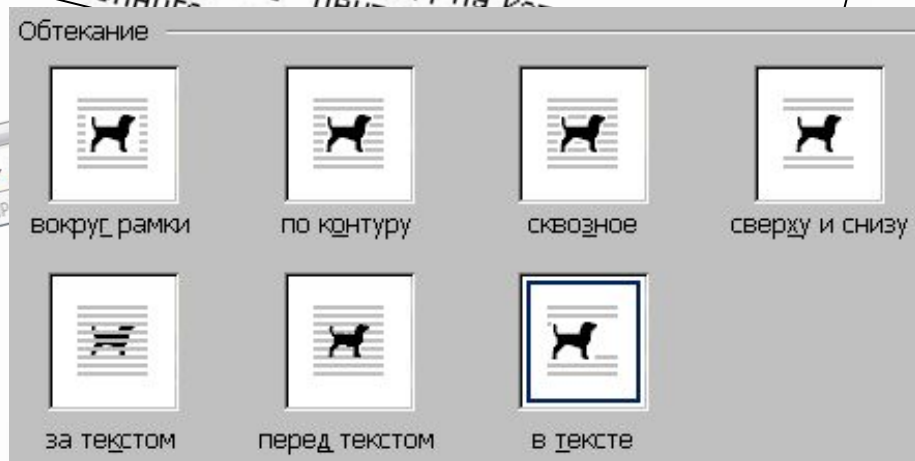 Обтекание
вокруг рамки по контуру сквозное сверху и снизу
за текстом перед текстом в тексте